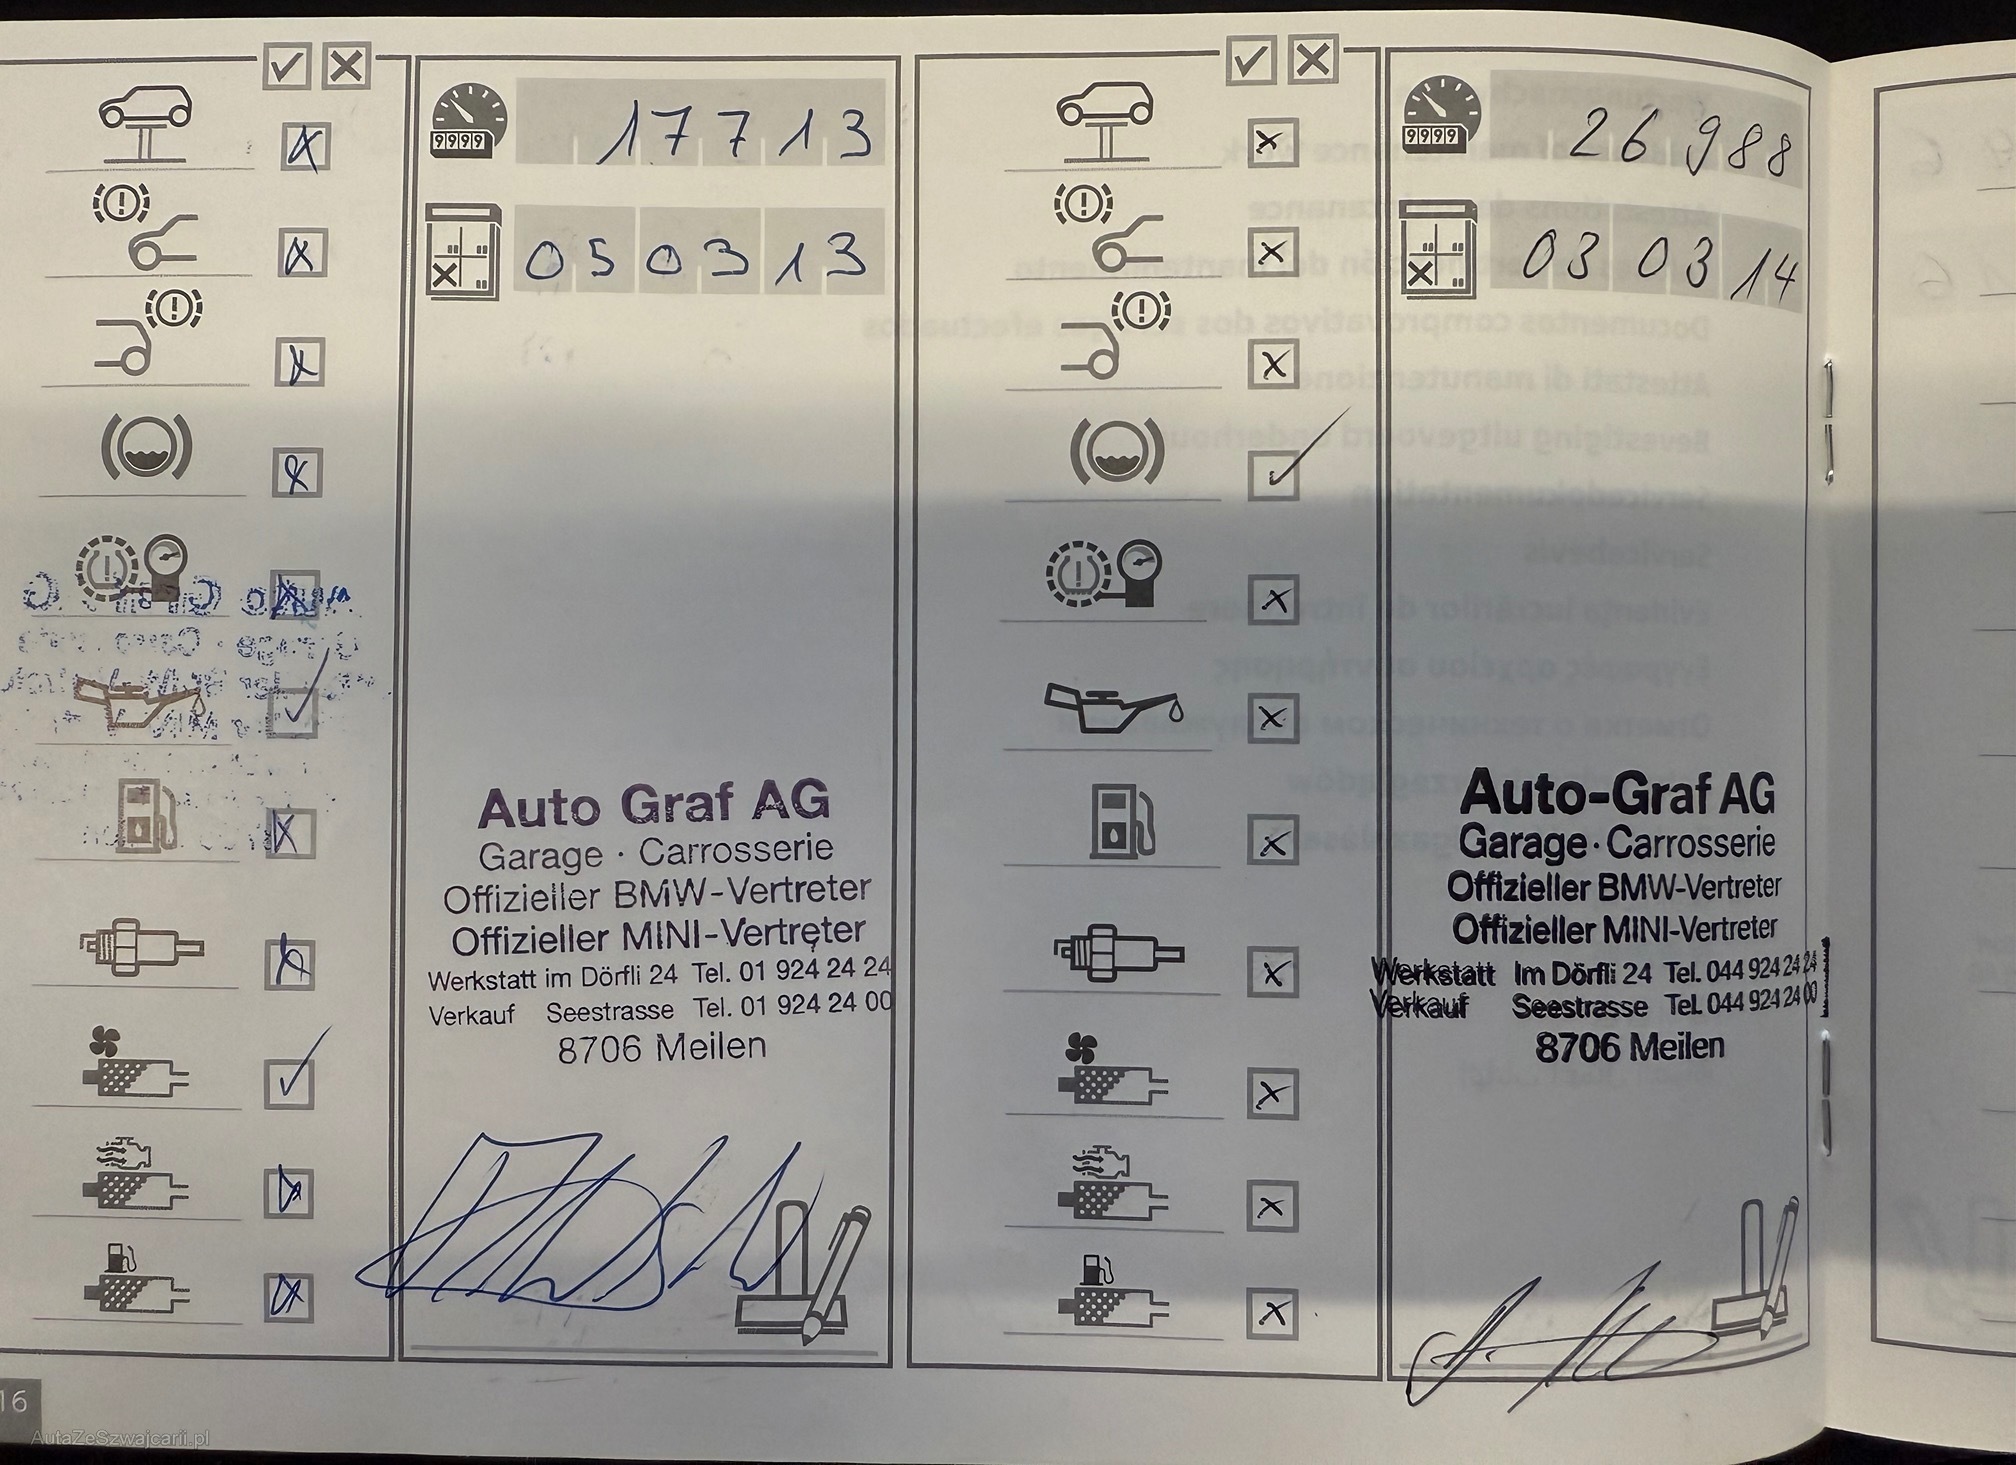 9999
17713
050313
Auto Graf AG
Garage · Carrosserie
Offizieller BMW-Vertreter
Offizieller MINI-Vertreter
Werkstatt im Dörfli 24 Tel. 01 924 24 24
Verkauf Seestrasse Tel. 01 924 24 00
8706 Meilen
9999
26988
030314
Auto-Graf AG
Garage · Carrosserie
Offizieller BMW-Vertreter
Offizieller MINI-Vertreter
Werkstatt Im Dörfli 24 Tel. 044 924 24 24
Verkauf Seestrasse Tel. 044 924 24 00
8706 Meilen
16
AutaZeSzwajcarii.pl